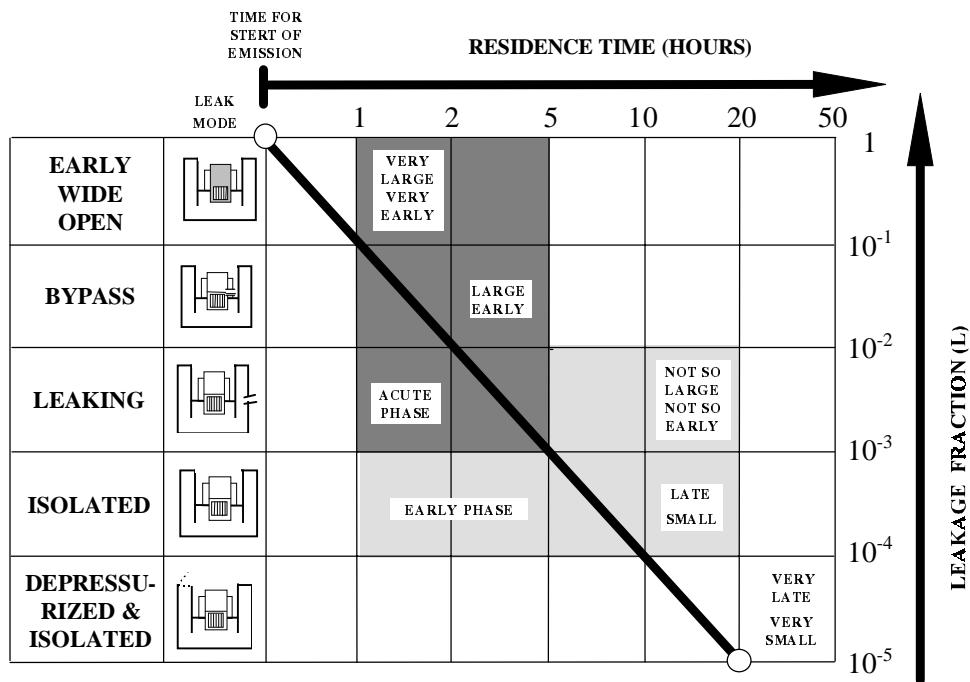 TIME FOR
STERT OF
EMISSION
RESIDENCE TIME (HOURS)
LEAK
MODE
1 2 5 10 20 50
1
EARLY
WIDE
OPEN
VERY
LARGE
VERY
EARLY
10-1
BYPASS
LARGE
EARLY
10-2
LEAKING
ACUTE
PHASE
NOT SO
LARGE
NOT SO
EARLY
10-3
ISOLATED
EARLY PHASE
LATE
SMALL
10-4
DEPRESSU-
RIZED &
ISOLATED
VERY
LATE
VERY
SMALL
10-5
LEAKAGE FRACTION (L)